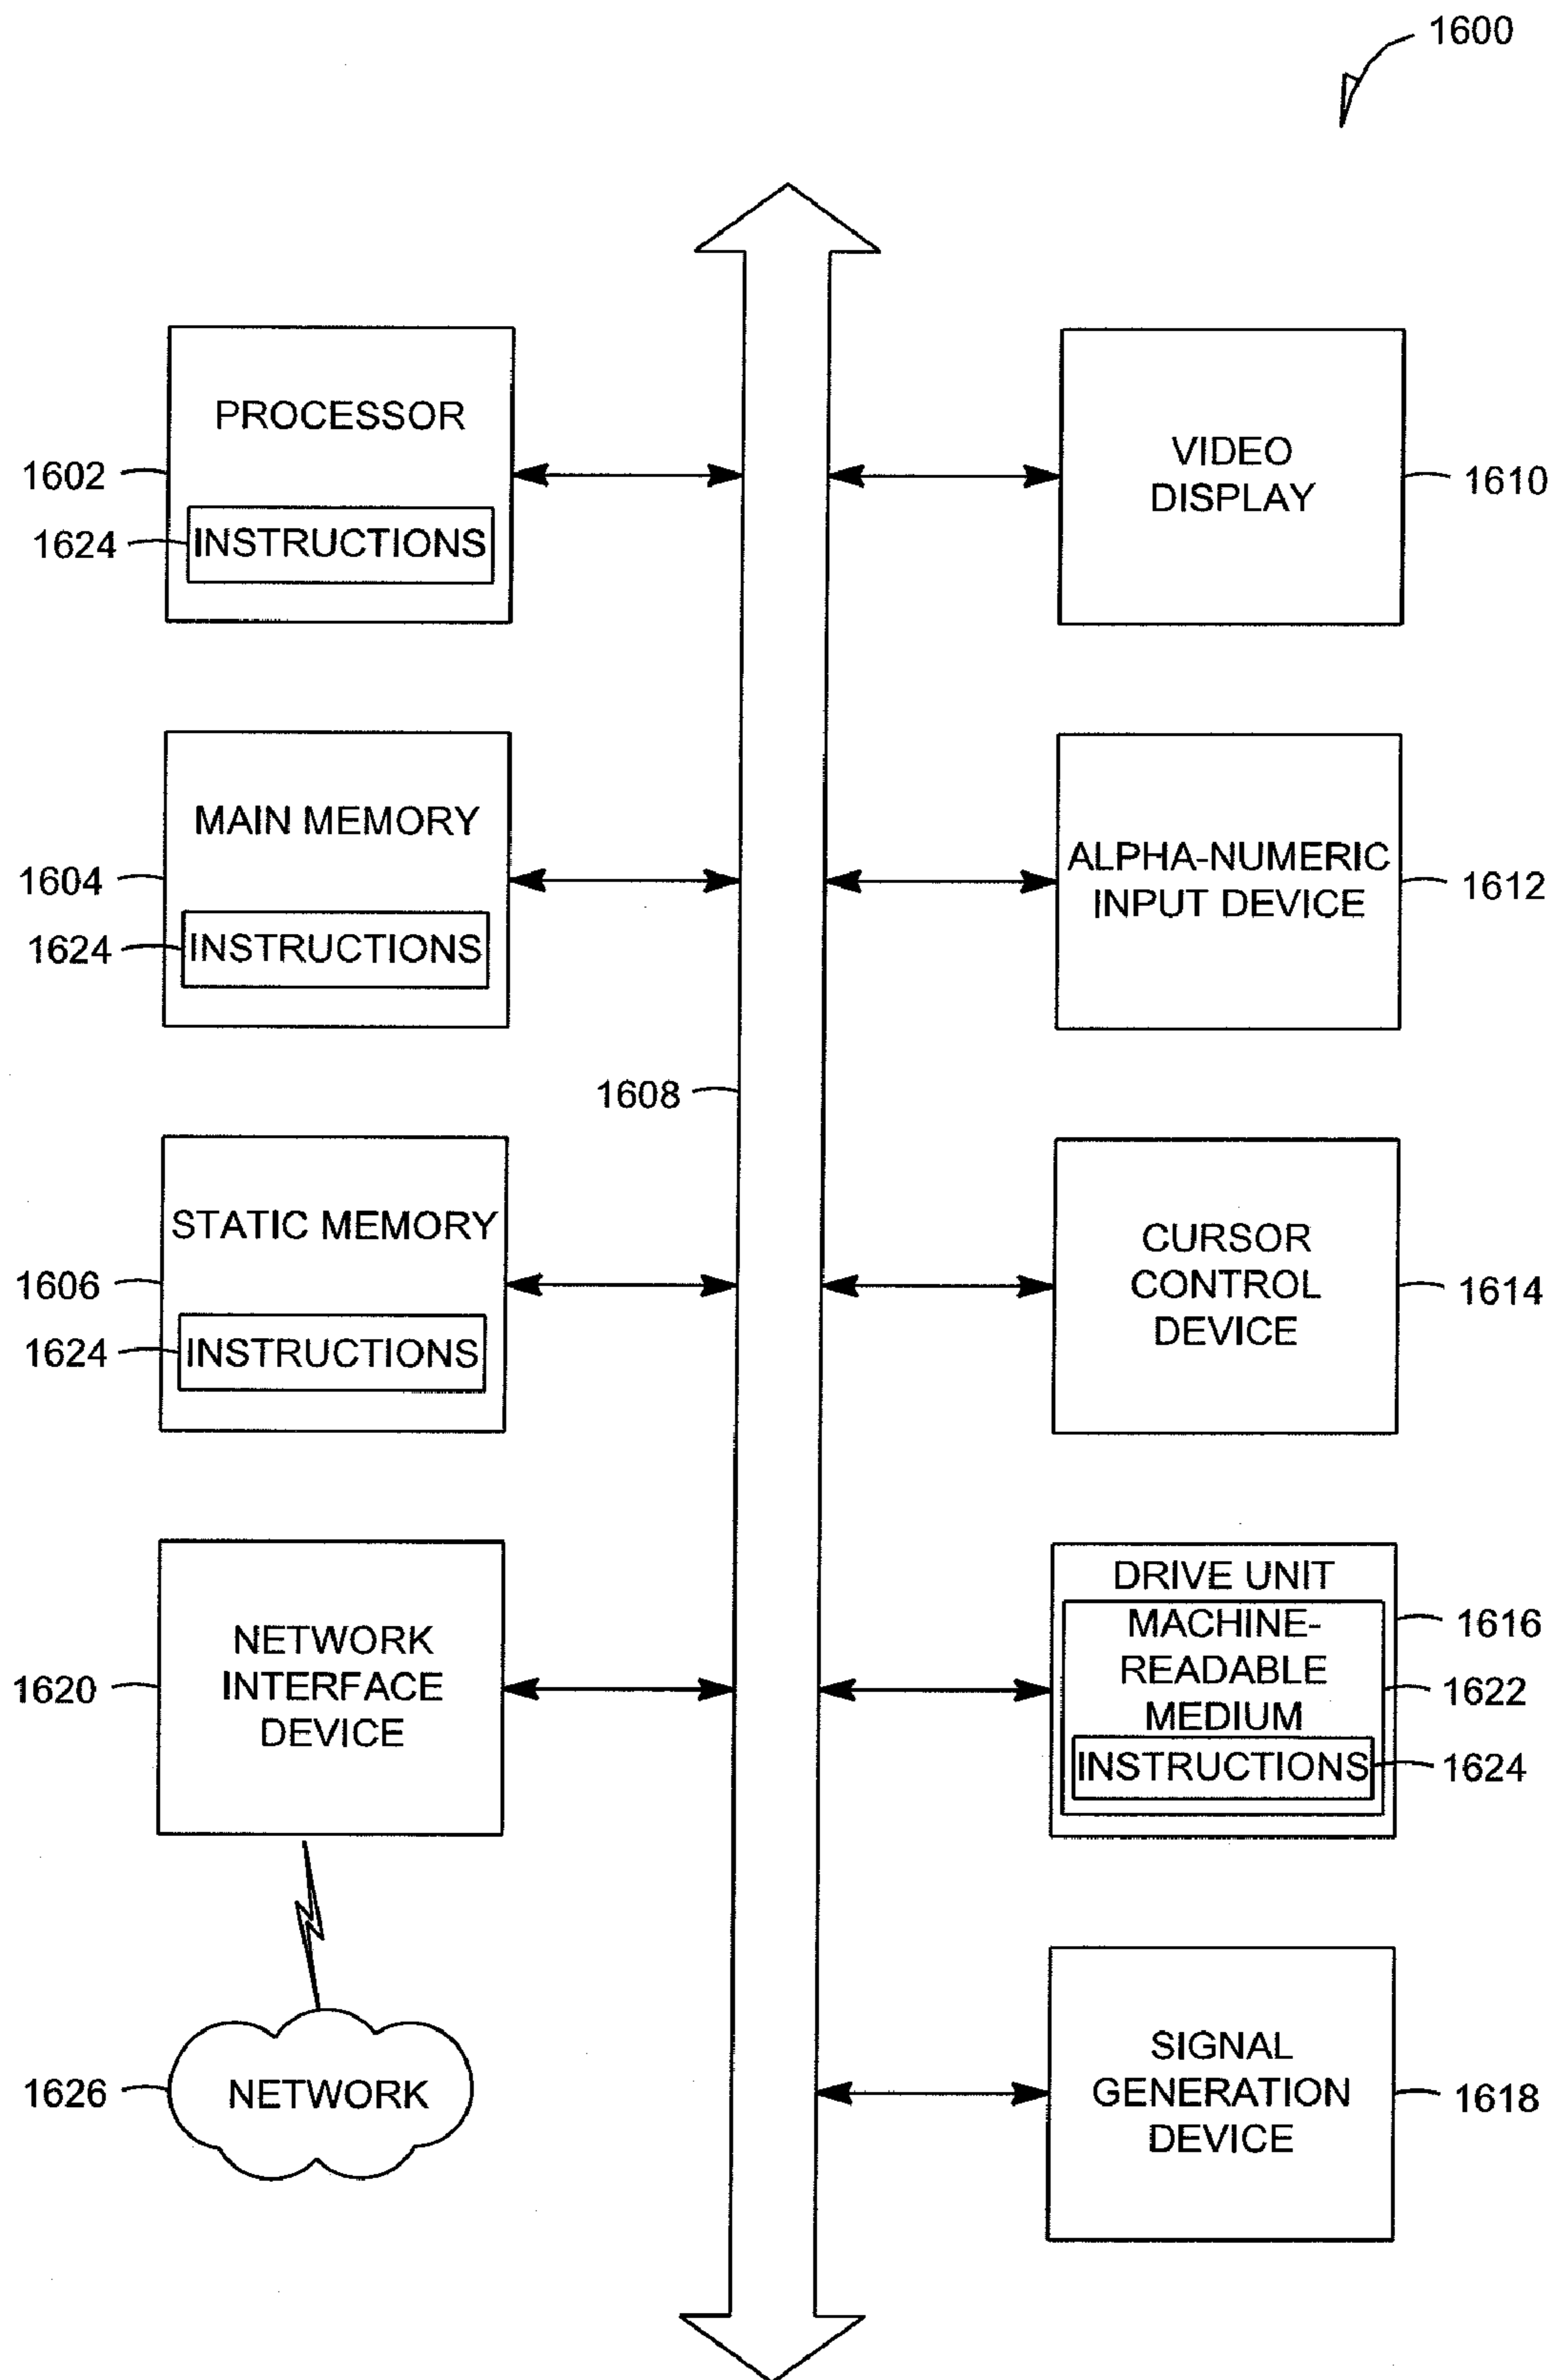 1600
PROCESSOR
1602
1624
INSTRUCTIONS
VIDEO
DISPLAY
1610
MAIN MEMORY
1604
1624
INSTRUCTIONS
ALPHA-NUMERIC
INPUT DEVICE
1612
1608
STATIC MEMORY
1606
1624
INSTRUCTIONS
CURSOR
CONTROL
DEVICE
1614
NETWORK
INTERFACE
DEVICE
1620
DRIVE UNIT
1616
MACHINE-
READABLE
MEDIUM
1622
INSTRUCTIONS
1624
1626
NETWORK
SIGNAL
GENERATION
DEVICE
1618